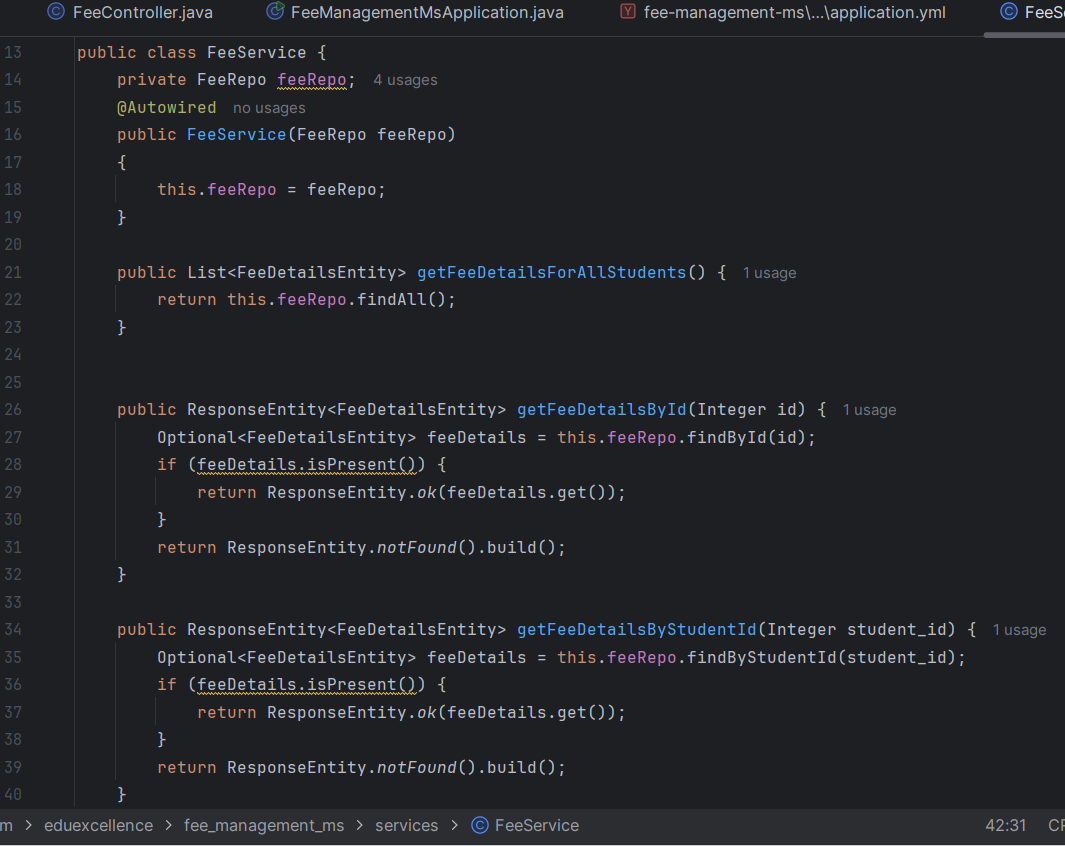 FeeController.java FeeManagementMsApplication.java fee-management-ms\...\application.yml FeeS
13 public class FeeService {
14 private FeeRepo feeRepo; 4 usages
15 @Autowired no usages
16 public FeeService(FeeRepo feeRepo)
17 {
18 this.feeRepo = feeRepo;
19 }
20
21 public List<FeeDetailsEntity> getFeeDetailsForAllStudents() { 1 usage
22 return this.feeRepo.findAll();
23 }
24
25
26 public ResponseEntity<FeeDetailsEntity> getFeeDetailsById(Integer id) { 1 usage
27 Optional<FeeDetailsEntity> feeDetails = this.feeRepo.findById(id);
28 if (feeDetails.isPresent()) {
29 return ResponseEntity.ok(feeDetails.get());
30 }
31 return ResponseEntity.notFound().build();
32 }
33
34 public ResponseEntity<FeeDetailsEntity> getFeeDetailsByStudentId(Integer student_id) { 1 usage
35 Optional<FeeDetailsEntity> feeDetails = this.feeRepo.findByStudentId(student_id);
36 if (feeDetails.isPresent()) {
37 return ResponseEntity.ok(feeDetails.get());
38 }
39 return ResponseEntity.notFound().build();
40 }
m > eduexcellence > fee_management_ms > services > FeeService 42:31 CR